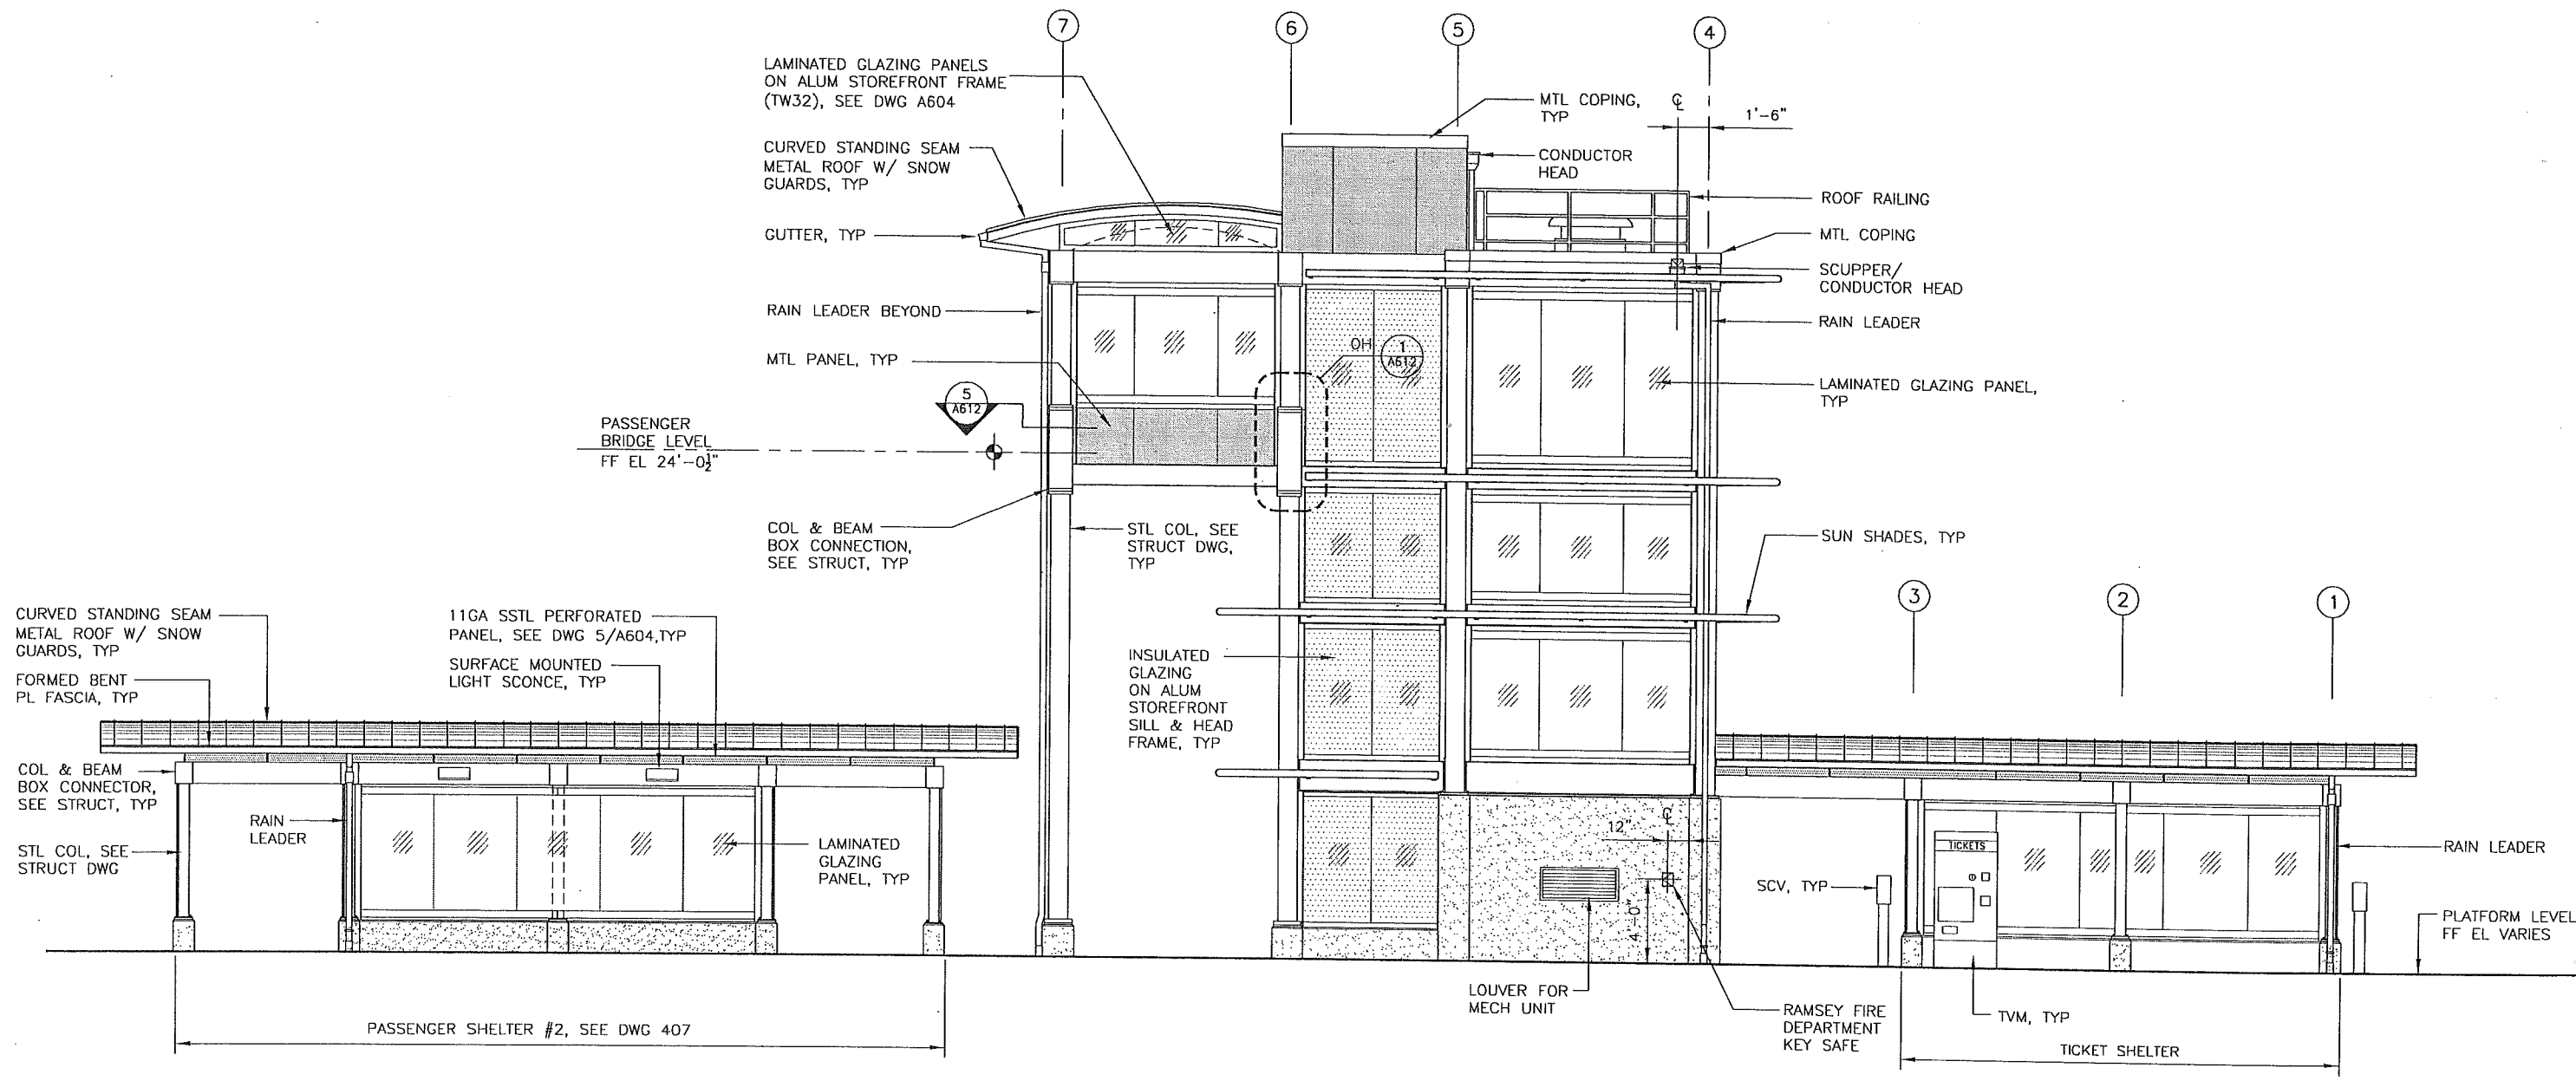 7
6
5
4
LAMINATED GLAZING PANELS
ON ALUM STOREFRONT FRAME
(TW32), SEE DWG A604
CURVED STANDING SEAM
METAL ROOF W/ SNOW
GUARDS, TYP
GUTTER, TYP
RAIN LEADER BEYOND
MTL PANEL, TYP
5
A612
PASSENGER
BRIDGE LEVEL
FF EL 24'-0½"
COL & BEAM
BOX CONNECTION,
SEE STRUCT, TYP
STL COL, SEE
STRUCT DWG,
TYP
MTL COPING,
TYP
CONDUCTOR
HEAD
℄
1'-6"
ROOF RAILING
MTL COPING
SCUPPER/
CONDUCTOR HEAD
RAIN LEADER
OH
1
A612
LAMINATED GLAZING PANEL,
TYP
SUN SHADES, TYP
3
2
1
CURVED STANDING SEAM
METAL ROOF W/ SNOW
GUARDS, TYP
FORMED BENT
PL FASCIA, TYP
11GA SSTL PERFORATED
PANEL, SEE DWG 5/A604,TYP
SURFACE MOUNTED
LIGHT SCONCE, TYP
COL & BEAM
BOX CONNECTOR,
SEE STRUCT, TYP
RAIN
LEADER
STL COL, SEE
STRUCT DWG
LAMINATED
GLAZING
PANEL, TYP
INSULATED
GLAZING
ON ALUM
STOREFRONT
SILL & HEAD
FRAME, TYP
℄
12"
4'-0"
TICKETS
SCV, TYP
RAIN LEADER
PLATFORM LEVEL
FF EL VARIES
LOUVER FOR
MECH UNIT
RAMSEY FIRE
DEPARTMENT
KEY SAFE
TVM, TYP
PASSENGER SHELTER #2, SEE DWG 407
TICKET SHELTER